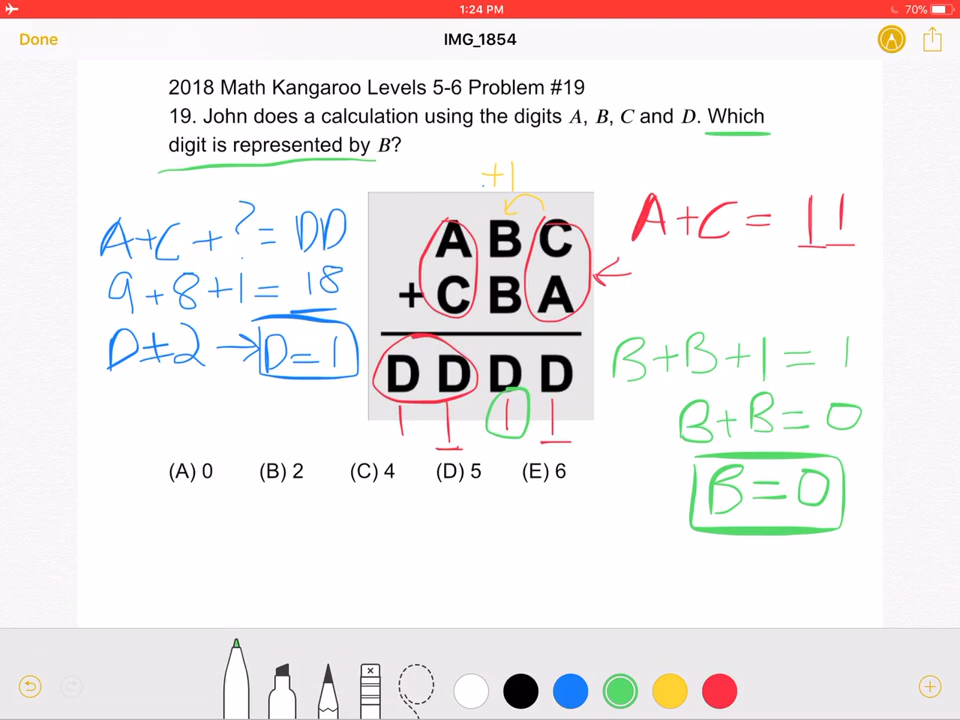 1:24 PM
70%
Done
IMG_1854
2018 Math Kangaroo Levels 5-6 Problem #19
19. John does a calculation using the digits A, B, C and D. Which
digit is represented by B?
+1
A B C
+ C B A
D D D D
1 1 1 1
A+C+?=DD
9+8+1=18
D≠2→D=1
A+C=11
B+B+1=1
B+B=0
B=0
(A) 0 (B) 2 (C) 4 (D) 5 (E) 6